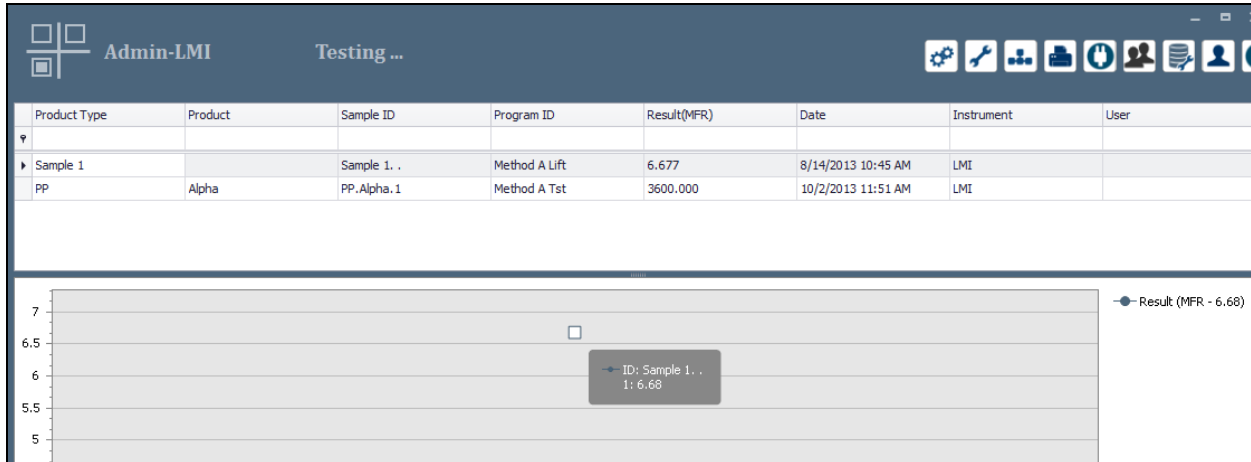 Admin-LMI Testing ...
Product Type Product Sample ID Program ID Result(MFR) Date Instrument User
Sample 1 Sample 1. . Method A Lift 6.677 8/14/2013 10:45 AM LMI
PP Alpha PP.Alpha.1 Method A Tst 3600.000 10/2/2013 11:51 AM LMI
7
6.5
6
5.5
5
ID: Sample 1. .
1: 6.68
Result (MFR - 6.68)